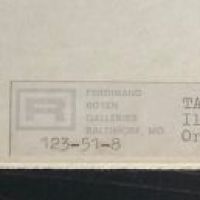 R
FERDINAND
ROTEN
GALLERIES
BALTIMORE, MD.
123-51-8
TA
Il
Or